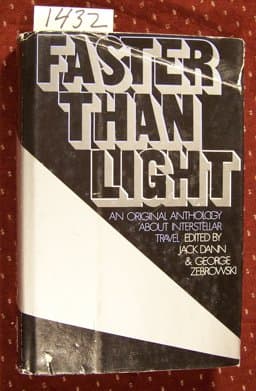 1432
FASTER
THAN
LIGHT
AN ORIGINAL ANTHOLOGY
ABOUT INTERSTELLAR
TRAVEL EDITED BY
JACK DANN
& GEORGE
ZEBROWSKI